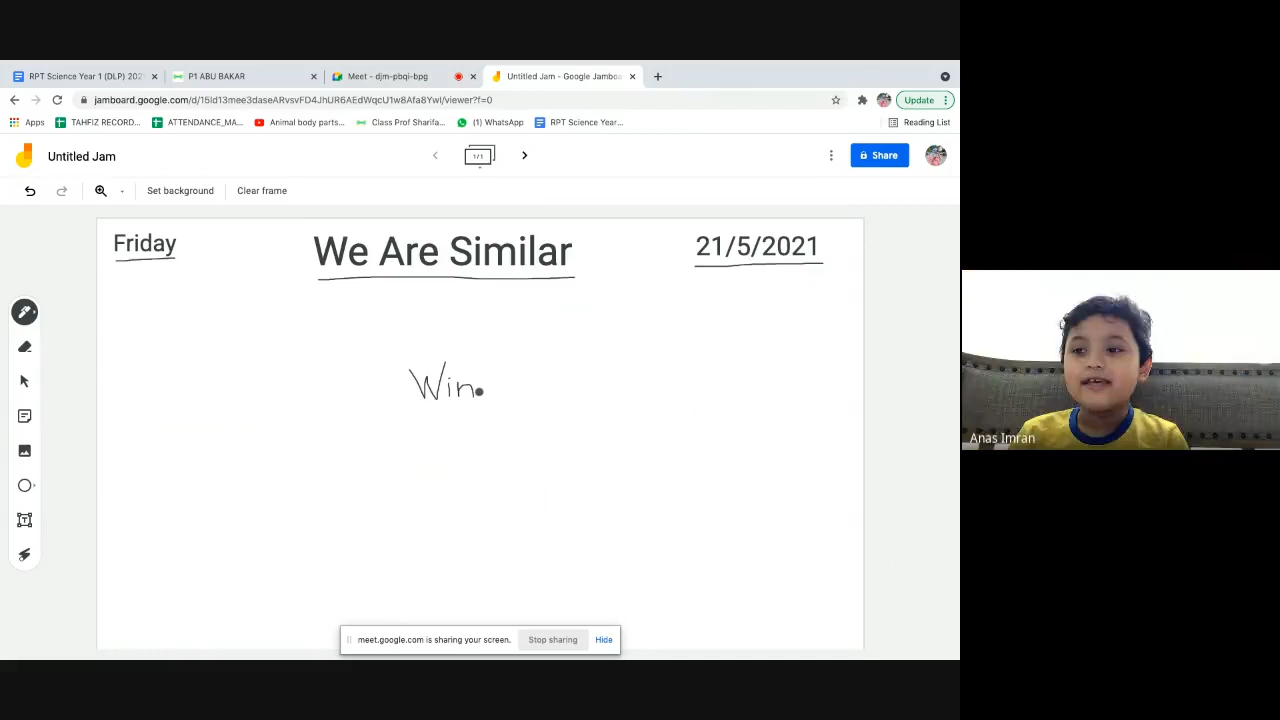 RPT Science Year 1 (DLP) 202
P1 ABU BAKAR
Meet - djm-pbqi-bpg
Untitled Jam - Google Jamboa
jamboard.google.com/d/15ld13mee3daseARvsvFD4JhUR6AEdWqcU1w8Afa8YwI/viewer?f=0
Update
Apps
TAHFIZ RECORD...
ATTENDANCE_MA...
Animal body parts...
Class Prof Sharifa...
(1) WhatsApp
RPT Science Year...
Reading List
Untitled Jam
1/1
Share
Set background
Clear frame
Friday
We Are Similar
21/5/2021
Win
Anas Imran
meet.google.com is sharing your screen.
Stop sharing
Hide